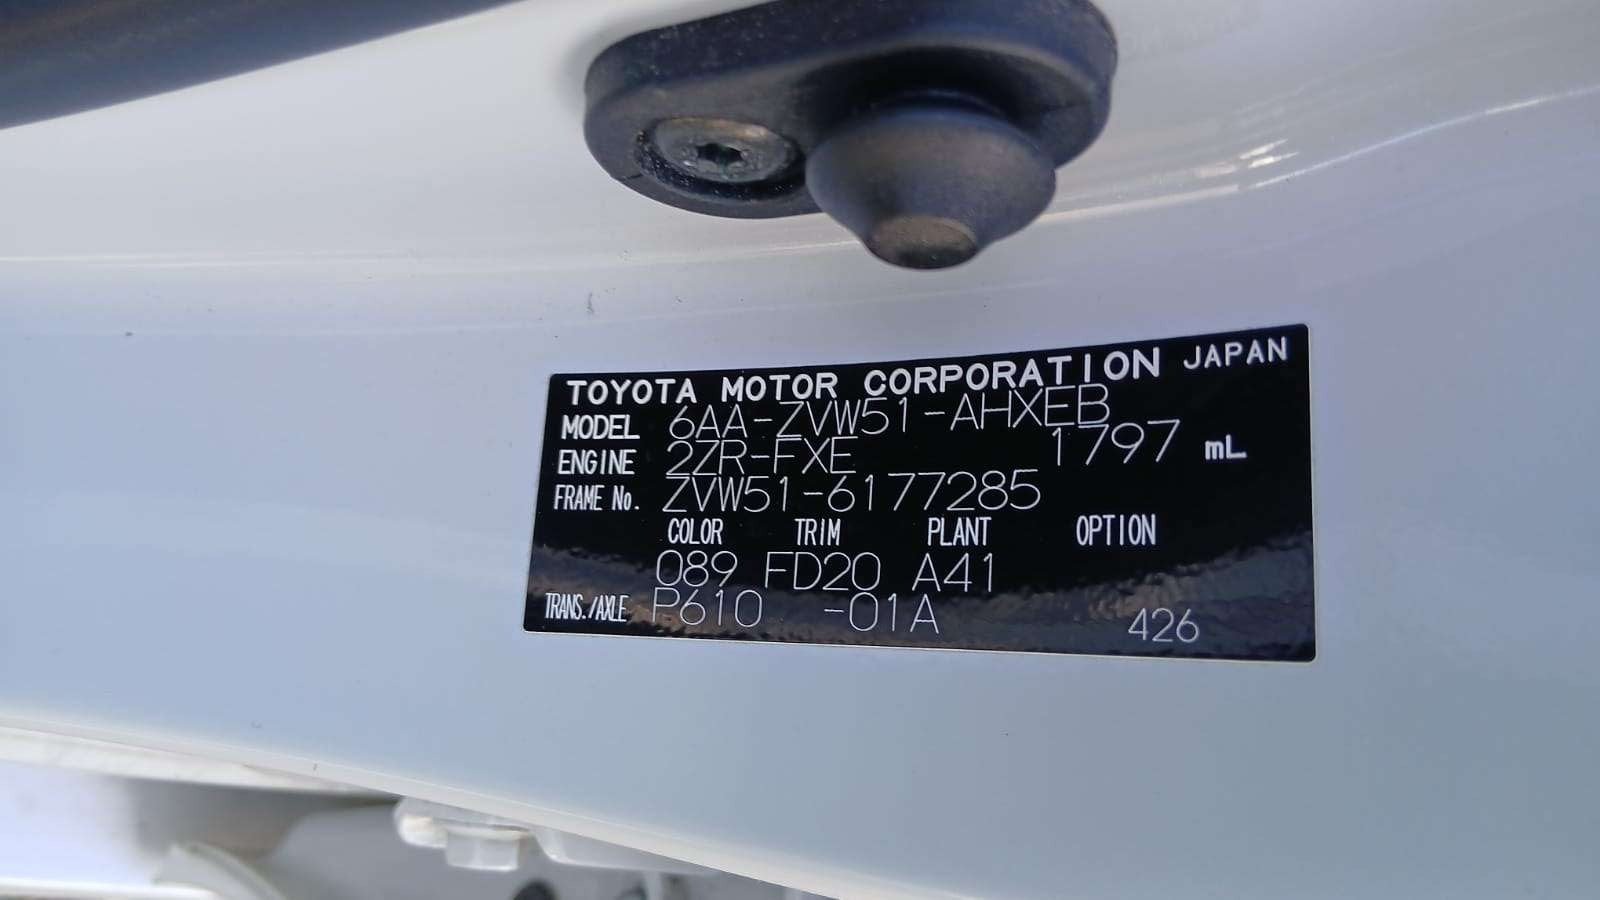 TOYOTA MOTOR CORPORATION JAPAN
MODEL 6AA-ZVW51-AHXEB
ENGINE 2ZR-FXE 1797 mL
FRAME No. ZVW51-6177285
COLOR TRIM PLANT OPTION
089 FD20 A41
TRANS./AXLE P610 -01A 426